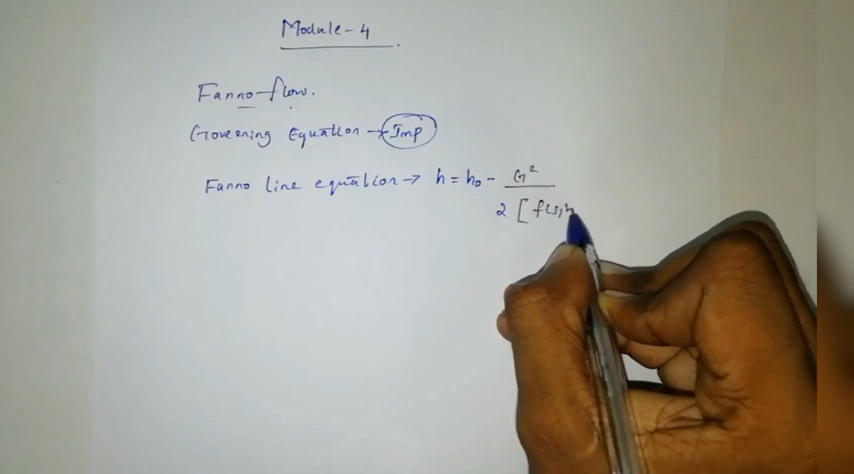 Module - 4
Fanno flow.
Governing Equation → Imp
Fanno line equation → h = h₀ - G² / 2 [ f(s,h